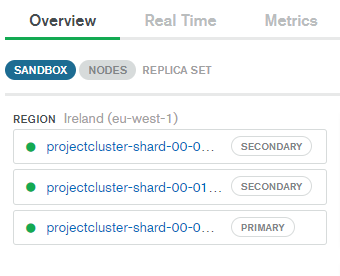 Overview Real Time Metrics
SANDBOX NODES REPLICA SET
REGION Ireland (eu-west-1)
projectcluster-shard-00-0... SECONDARY
projectcluster-shard-00-01... SECONDARY
projectcluster-shard-00-0... PRIMARY